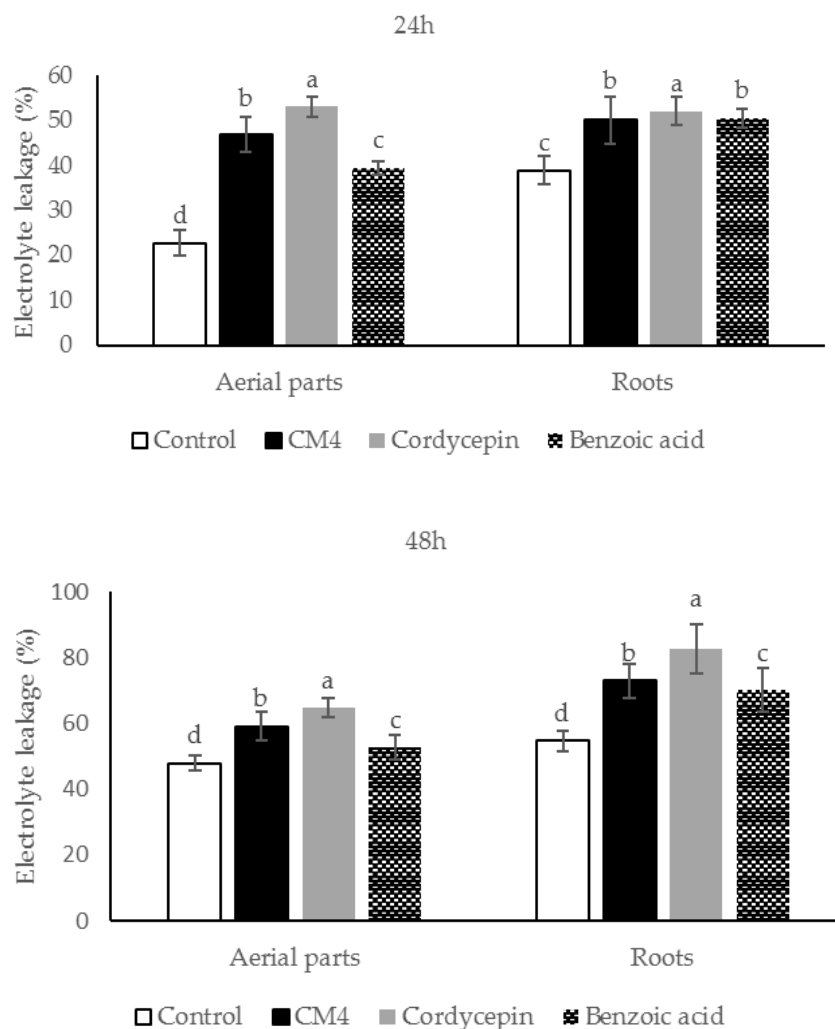 24h
Electrolyte leakage (%)
60
50
40
30
20
10
0
d
b
a
c
c
b
a
b
Aerial parts
Roots
Control
CM4
Cordycepin
Benzoic acid
48h
Electrolyte leakage (%)
100
80
60
40
20
0
d
b
a
c
d
b
a
c
Aerial parts
Roots
Control
CM4
Cordycepin
Benzoic acid